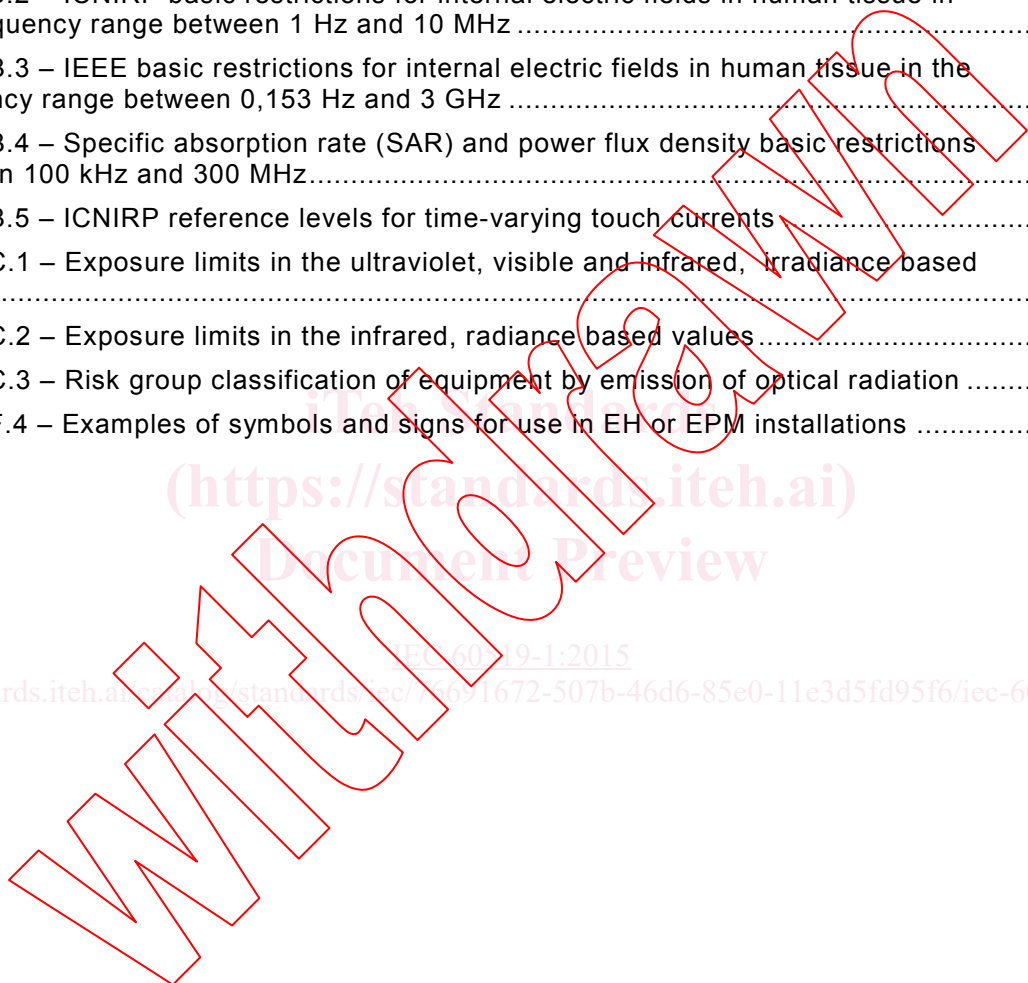 B.2 – ICNIRP basic restrictions for internal electric fields in human tissue in
quency range between 1 Hz and 10 MHz
B.3 – IEEE basic restrictions for internal electric fields in human tissue in the
ncy range between 0,153 Hz and 3 GHz
B.4 – Specific absorption rate (SAR) and power flux density basic restrictions
n 100 kHz and 300 MHz
B.5 – ICNIRP reference levels for time-varying touch currents
C.1 – Exposure limits in the ultraviolet, visible and infrared, irradiance based
C.2 – Exposure limits in the infrared, radiance based values
C.3 – Risk group classification of equipment by emission of optical radiation
F.4 – Examples of symbols and signs for use in EH or EPM installations
iTeh Standards
(https://standards.iteh.ai)
Document Preview
IEC 60519-1:2015
rds.iteh.ai/catalog/standards/iec/76691672-507b-46d6-85e0-11e3d5fd95f6/iec-6
withdrawn